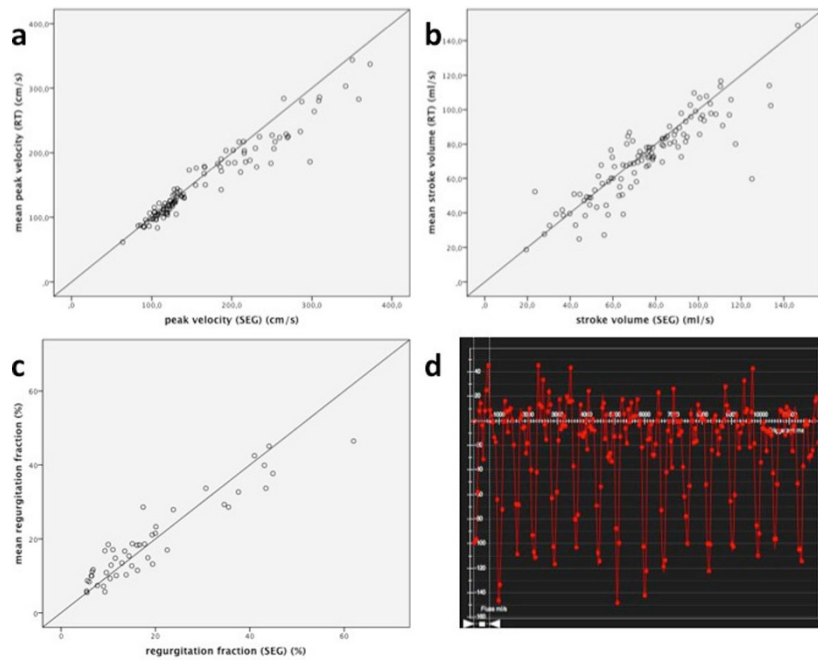 a
400,0
300,0
200,0
100,0
,0
mean peak velocity (RT) (cm/s)
,0 100,0 200,0 300,0 400,0
peak velocity (SEG) (cm/s)
b
140,0
120,0
100,0
80,0
60,0
40,0
20,0
,0
mean stroke volume (RT) (ml/s)
,0 20,0 40,0 60,0 80,0 100,0 120,0 140,0
stroke volume (SEG) (ml/s)
c
60
40
20
0
mean regurgitation fraction (%)
0 20 40 60
regurgitation fraction (SEG) (%)
d
Fluss ml/s